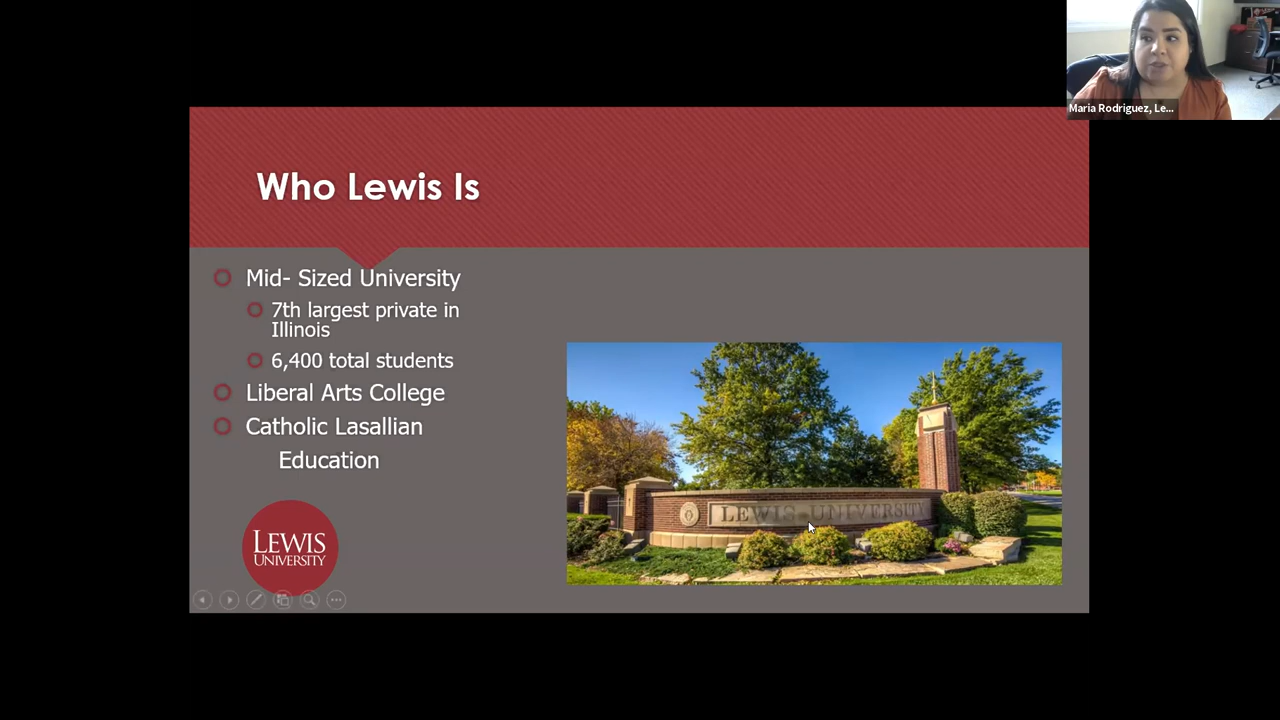 Maria Rodriguez, Le...
Who Lewis Is
Mid- Sized University
7th largest private in
Illinois
6,400 total students
Liberal Arts College
Catholic Lasallian
Education
LEWIS UNIVERSITY
LEWIS
UNIVERSITY